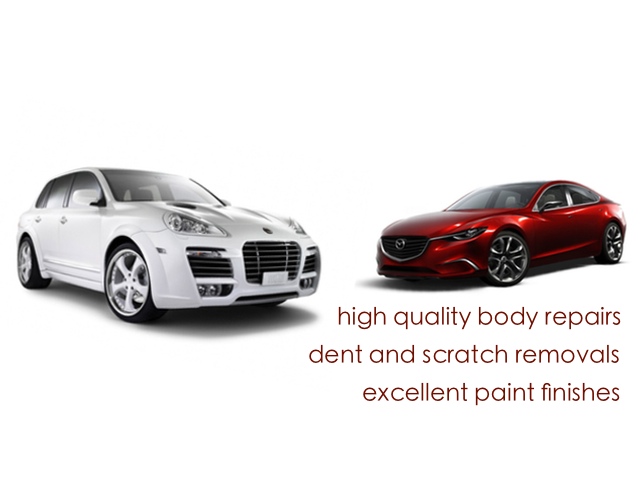 high quality body repairs
dent and scratch removals
excellent paint finishes